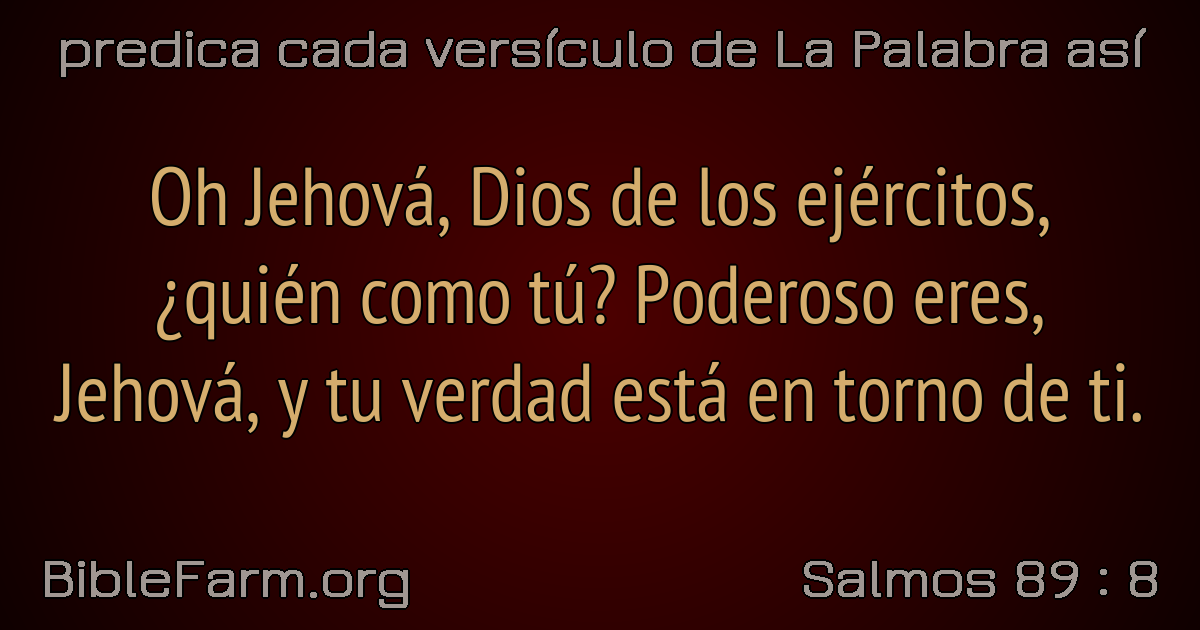 predica cada versículo de La Palabra así
Oh Jehová, Dios de los ejércitos,
¿quién como tú? Poderoso eres,
Jehová, y tu verdad está en torno de ti.
BibleFarm.org
Salmos 89 : 8